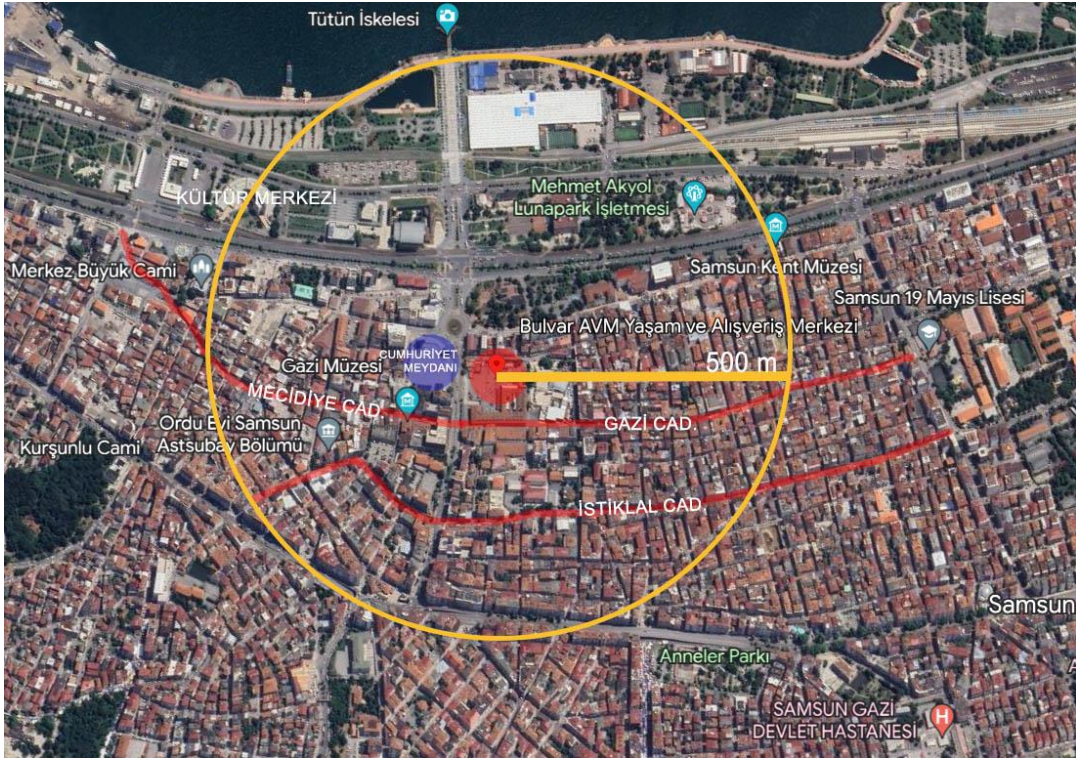 Tütün İskelesi
Mehmet Akyol
Lunapark İşletmesi
KÜLTÜR MERKEZİ
Merkez Büyük Cami
Samsun Kent Müzesi
Samsun 19 Mayıs Lisesi
Bulvar AVM Yaşam ve Alışveriş Merkezi
CUMHURİYET
MEYDANI
Gazi Müzesi
500 m
MECİDİYE CAD.
GAZİ CAD.
Ordu Evi Samsun
Astsubay Bölümü
Kurşunlu Cami
İSTİKLAL CAD.
Samsun
Anneler Parkı
A
SAMSUN GAZİ
DEVLET HASTANESİ
H